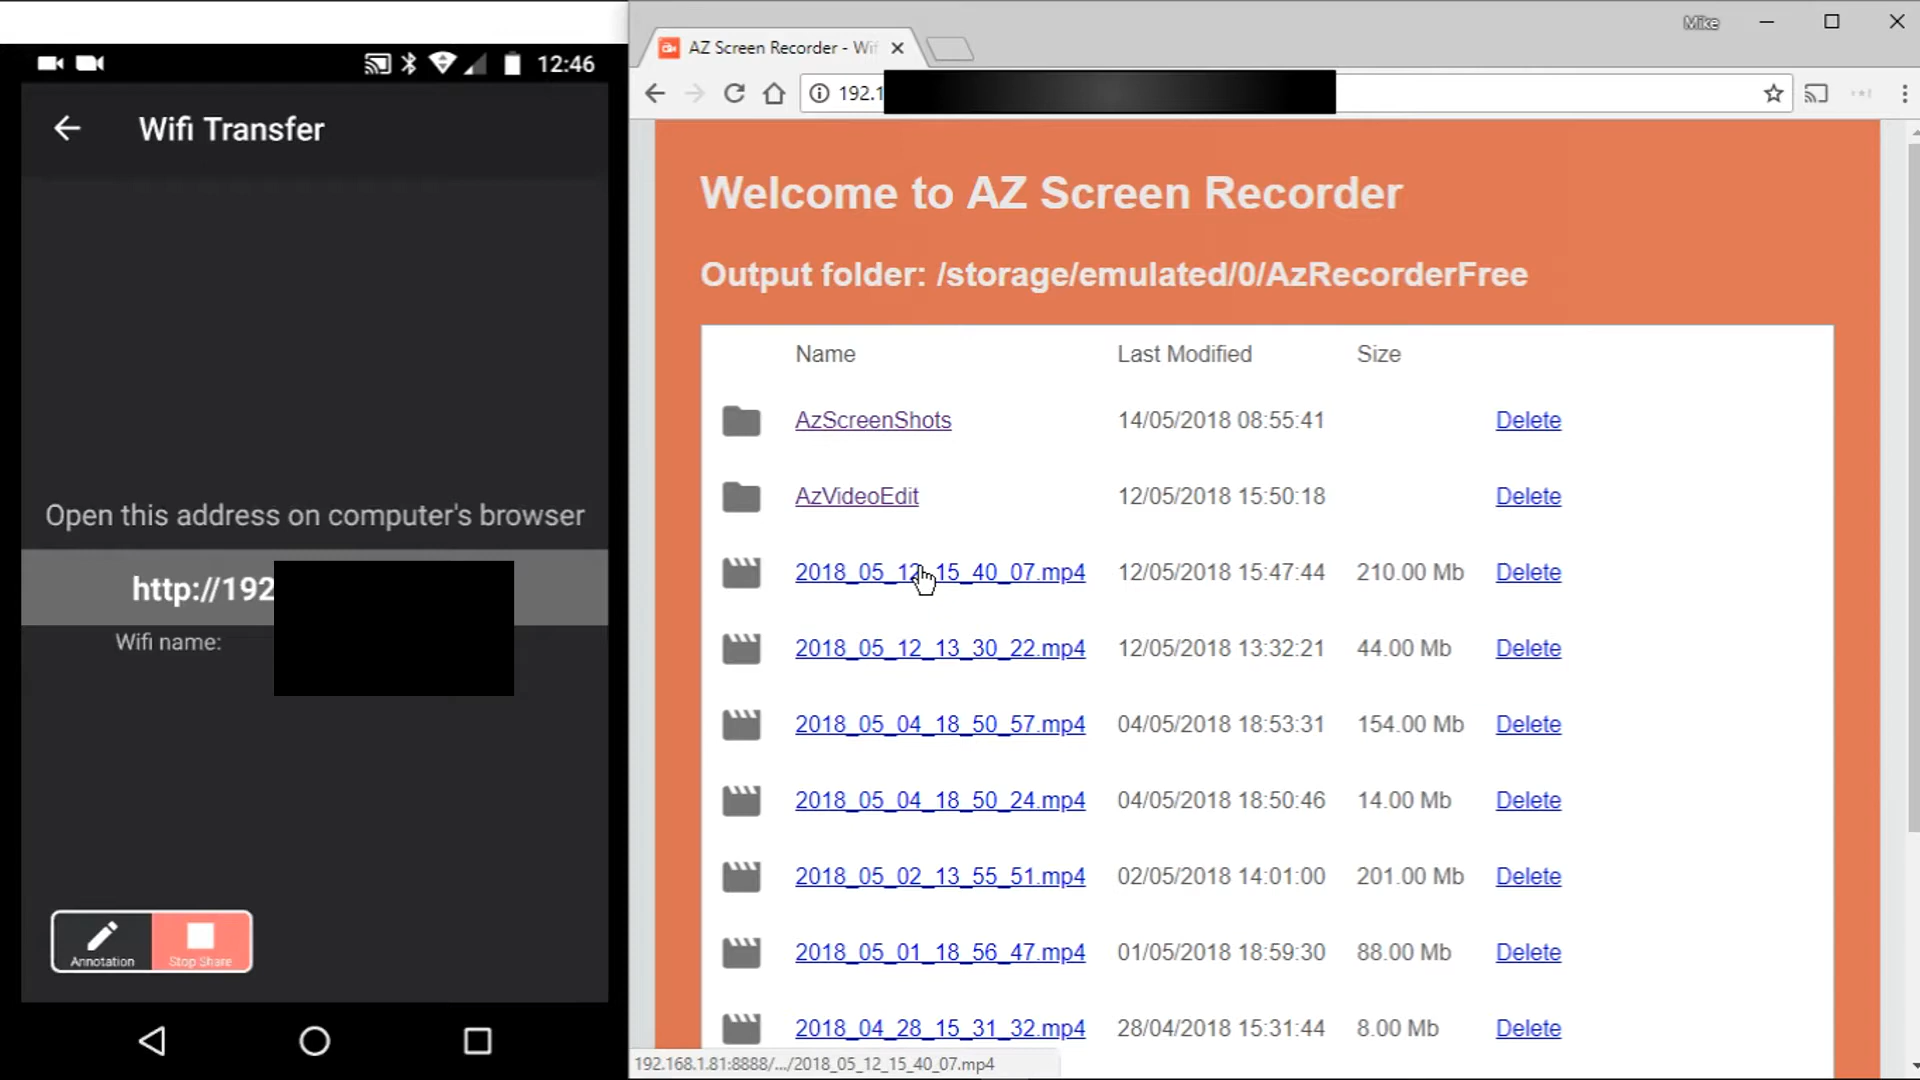 12:46
Wifi Transfer
Open this address on computer's browser
http://192
Wifi name:
Annotation
Stop Share
Mike
AZ Screen Recorder - Wif
192.1
Welcome to AZ Screen Recorder
Output folder: /storage/emulated/0/AzRecorderFree
Name Last Modified Size
AzScreenShots 14/05/2018 08:55:41 Delete
AzVideoEdit 12/05/2018 15:50:18 Delete
2018_05_12_15_40_07.mp4 12/05/2018 15:47:44 210.00 Mb Delete
2018_05_12_13_30_22.mp4 12/05/2018 13:32:21 44.00 Mb Delete
2018_05_04_18_50_57.mp4 04/05/2018 18:53:31 154.00 Mb Delete
2018_05_04_18_50_24.mp4 04/05/2018 18:50:46 14.00 Mb Delete
2018_05_02_13_55_51.mp4 02/05/2018 14:01:00 201.00 Mb Delete
2018_05_01_18_56_47.mp4 01/05/2018 18:59:30 88.00 Mb Delete
2018_04_28_15_31_32.mp4 28/04/2018 15:31:44 8.00 Mb Delete
192.168.1.81:8888/.../2018_05_12_15_40_07.mp4